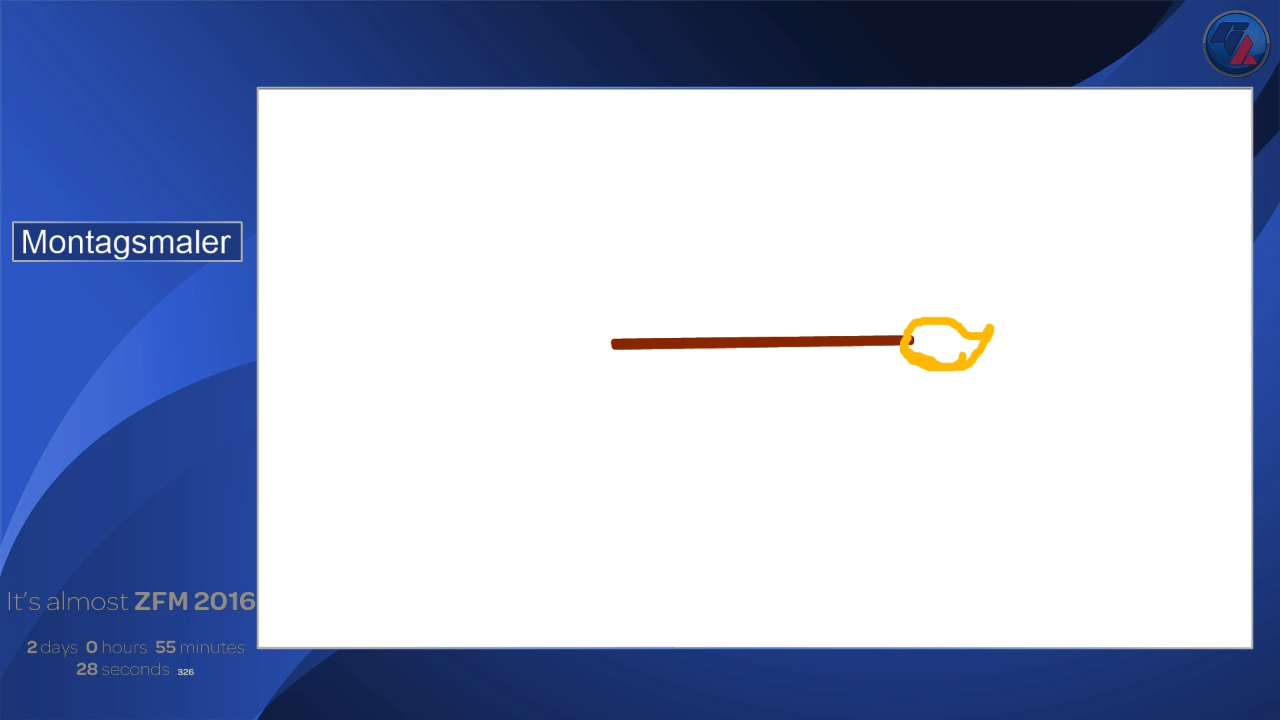 Montagsmaler
It's almost ZFM 2016
2 days 0 hours 55 minutes
28 seconds 326